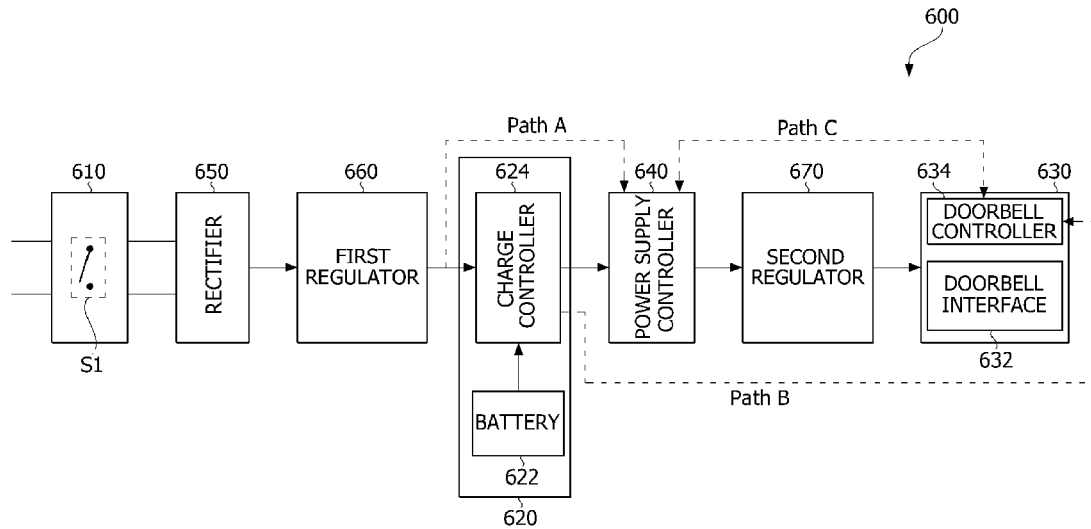 600
Path A
Path C
610
650
660
624
640
670
634
630
RECTIFIER
FIRST
REGULATOR
CHARGE
CONTROLLER
POWER SUPPLY
CONTROLLER
SECOND
REGULATOR
DOORBELL
CONTROLLER
DOORBELL
INTERFACE
S1
632
Path B
BATTERY
622
620